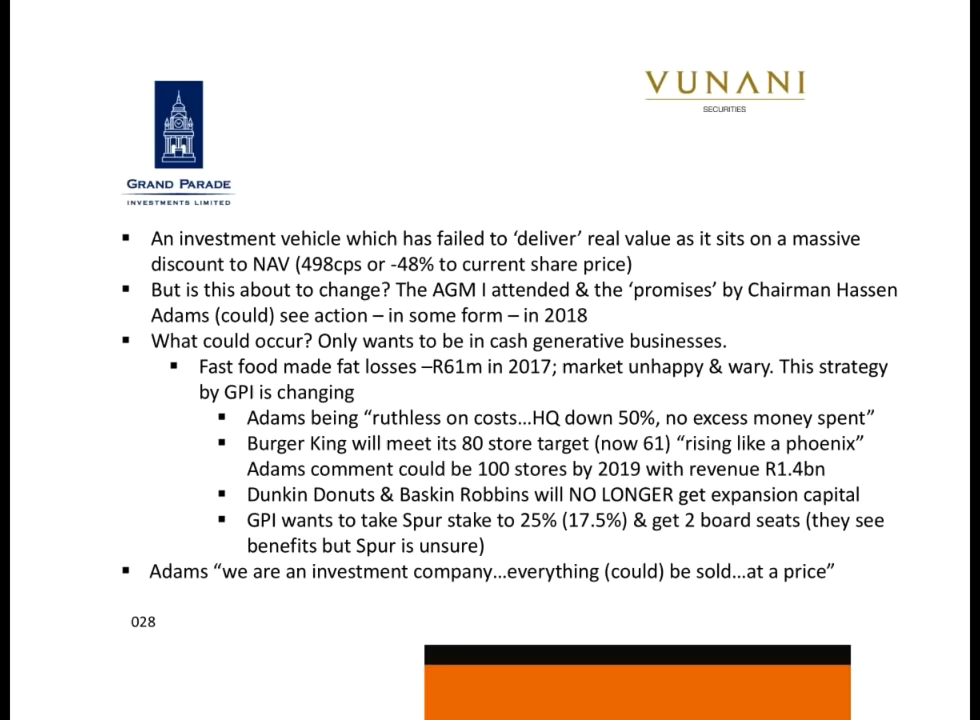 VUNANI
SECURITIES
GRAND PARADE
INVESTMENTS LIMITED
▪ An investment vehicle which has failed to ‘deliver’ real value as it sits on a massive
discount to NAV (498cps or -48% to current share price)
▪ But is this about to change? The AGM I attended & the ‘promises’ by Chairman Hassen
Adams (could) see action – in some form – in 2018
▪ What could occur? Only wants to be in cash generative businesses.
▪ Fast food made fat losses –R61m in 2017; market unhappy & wary. This strategy
by GPI is changing
▪ Adams being “ruthless on costs…HQ down 50%, no excess money spent”
▪ Burger King will meet its 80 store target (now 61) “rising like a phoenix”
Adams comment could be 100 stores by 2019 with revenue R1.4bn
▪ Dunkin Donuts & Baskin Robbins will NO LONGER get expansion capital
▪ GPI wants to take Spur stake to 25% (17.5%) & get 2 board seats (they see
benefits but Spur is unsure)
▪ Adams “we are an investment company…everything (could) be sold…at a price”
028